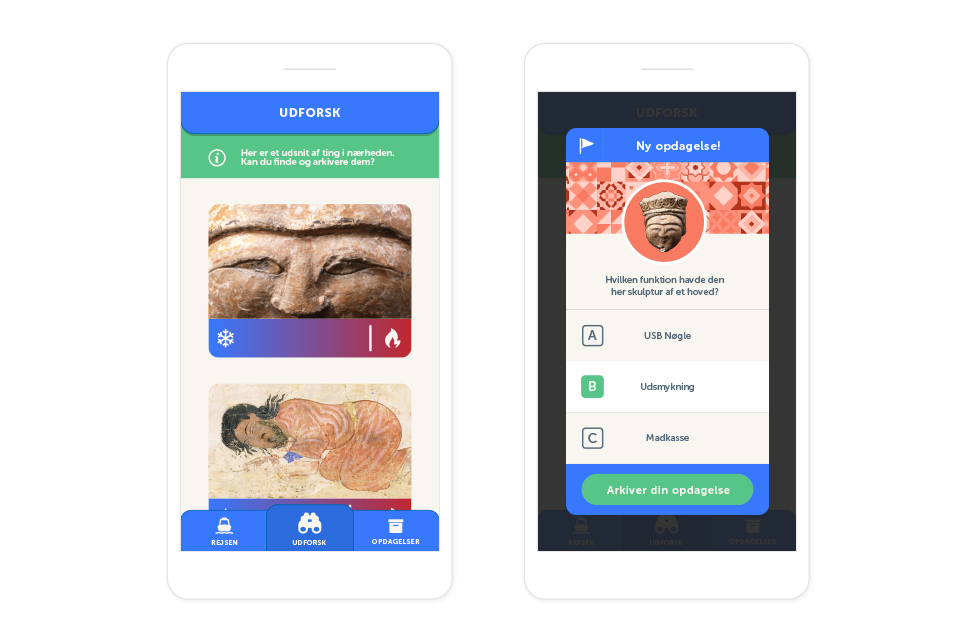 UDFORSK
Her er et udsnit af ting i nærheden.
Kan du finde og arkivere dem?
REJSEN
UDFORSK
OPDAGELSER
UDFORSK
Ny opdagelse!
Hvilken funktion havde den
her skulptur af et hoved?
A
USB Nøgle
B
Udsmykning
C
Madkasse
Arkiver din opdagelse
REJSEN
UDFORSK
OPDAGELSER